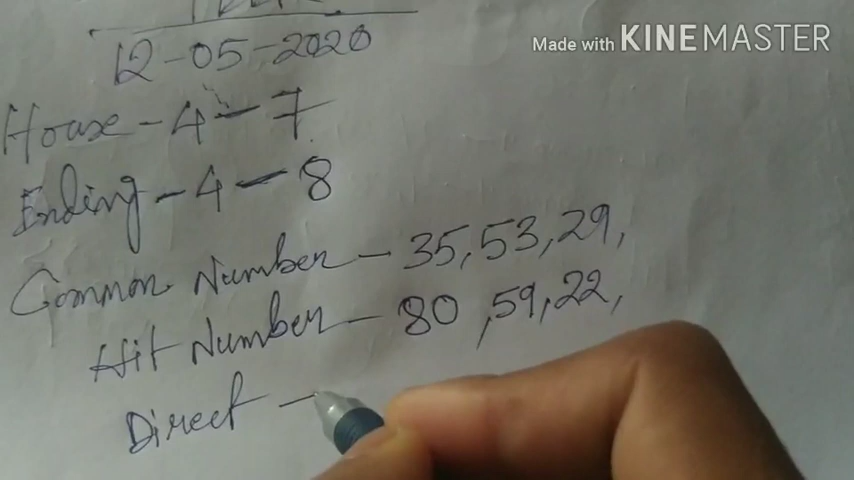 Made with KINEMASTER
12-05-2020
House - 4 - 7
Ending - 4 - 8
Common Number - 35, 53, 29,
Hit Number - 80, 59, 22,
Direct -